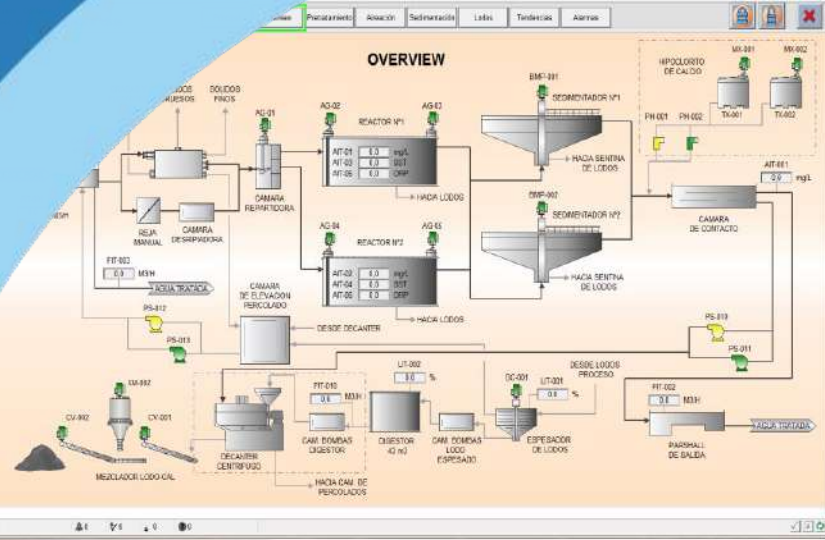 Pretratamiento
Aireación
Sedimentación
Lodos
Tendencias
Alarmas
OVERVIEW
SOLIDOS
FINOS
AG-01
CAMARA
REPARTIDORA
REJA
MANUAL
CAMARA
DESRIPIADORA
FIT-003
0,0 M3/H
AGUA TRATADA
AG-02
AG-03
REACTOR Nº1
AIT-01 0,0 mg/L
AIT-03 0,0 SST
AIT-05 0,0 ORP
HACIA LODOS
AG-04
AG-05
REACTOR Nº2
AIT-02 0,0 mg/L
AIT-04 0,0 SST
AIT-06 0,0 ORP
HACIA LODOS
BMP-001
SEDIMENTADOR Nº1
HACIA SENTINA
DE LODOS
BMP-002
SEDIMENTADOR Nº2
HACIA SENTINA
DE LODOS
HIPOCLORITO
DE CALCIO
MX-001
MX-002
TX-001
TX-002
PH-001
PH-002
AIT-001
0,0 mg/L
CAMARA
DE CONTACTO
PS-012
PS-013
CAMARA
DE ELEVACION
PERCOLADO
DESDE DECANTER
PS-010
PS-011
FIT-002
0,0 M3/H
PARSHALL
DE SALIDA
AGUA TRATADA
CV-002
CV-001
MEZCLADOR LODO-CAL
DECANTER
CENTRIFUGO
HACIA CAM. DE
PERCOLADOS
FIT-010
0,0 M3/H
CAM. BOMBAS
DIGESTOR
LIT-002
0,0 %
DIGESTOR
43 m3
CAM. BOMBAS
LODO
ESPESADO
DC-001
LIT-001
0,0 %
ESPESADOR
DE LODOS
DESDE LODOS
PROCESO